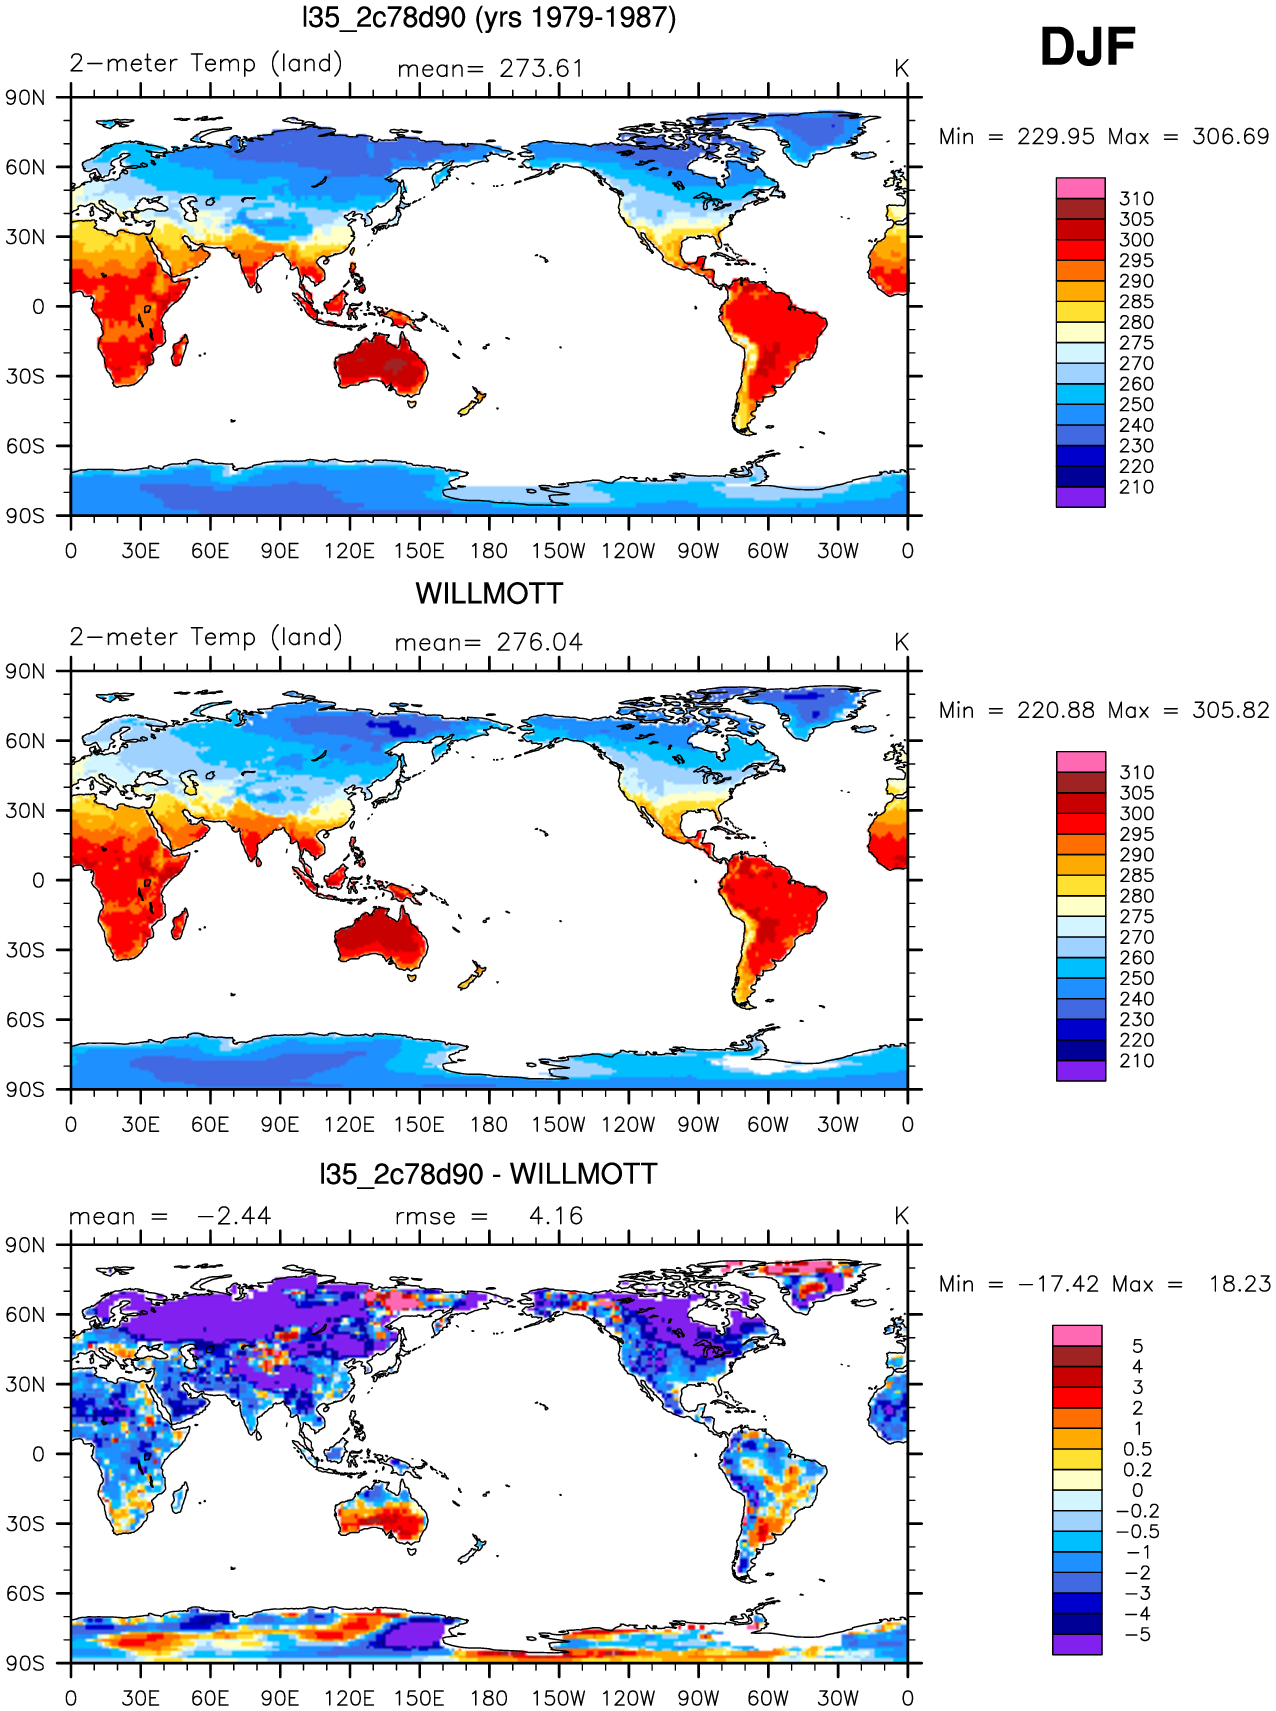 l35_2c78d90 (yrs 1979-1987)
DJF
2-meter Temp (land) mean= 273.61 K
Min = 229.95 Max = 306.69
90N
60N
30N
0
30S
60S
90S
0 30E 60E 90E 120E 150E 180 150W 120W 90W 60W 30W 0
310
305
300
295
290
285
280
275
270
260
250
240
230
220
210
WILLMOTT
2-meter Temp (land) mean= 276.04 K
Min = 220.88 Max = 305.82
90N
60N
30N
0
30S
60S
90S
0 30E 60E 90E 120E 150E 180 150W 120W 90W 60W 30W 0
310
305
300
295
290
285
280
275
270
260
250
240
230
220
210
l35_2c78d90 - WILLMOTT
mean = -2.44 rmse = 4.16 K
Min = -17.42 Max = 18.23
90N
60N
30N
0
30S
60S
90S
0 30E 60E 90E 120E 150E 180 150W 120W 90W 60W 30W 0
5
4
3
2
1
0.5
0.2
0
-0.2
-0.5
-1
-2
-3
-4
-5